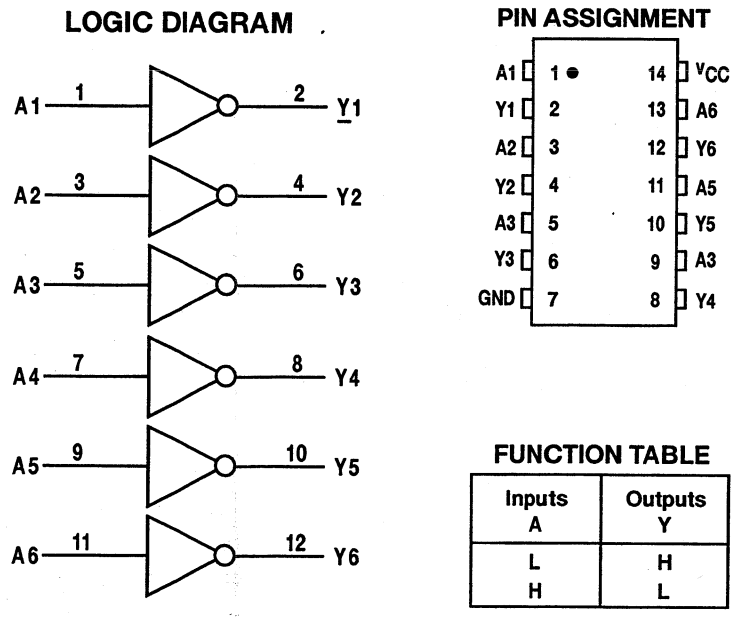 LOGIC DIAGRAM
A1 1 2 Y1
A2 3 4 Y2
A3 5 6 Y3
A4 7 8 Y4
A5 9 10 Y5
A6 11 12 Y6
PIN ASSIGNMENT
A1 1 14 VCC
Y1 2 13 A6
A2 3 12 Y6
Y2 4 11 A5
A3 5 10 Y5
Y3 6 9 A3
GND 7 8 Y4
FUNCTION TABLE
Inputs Outputs
A Y
L H
H L